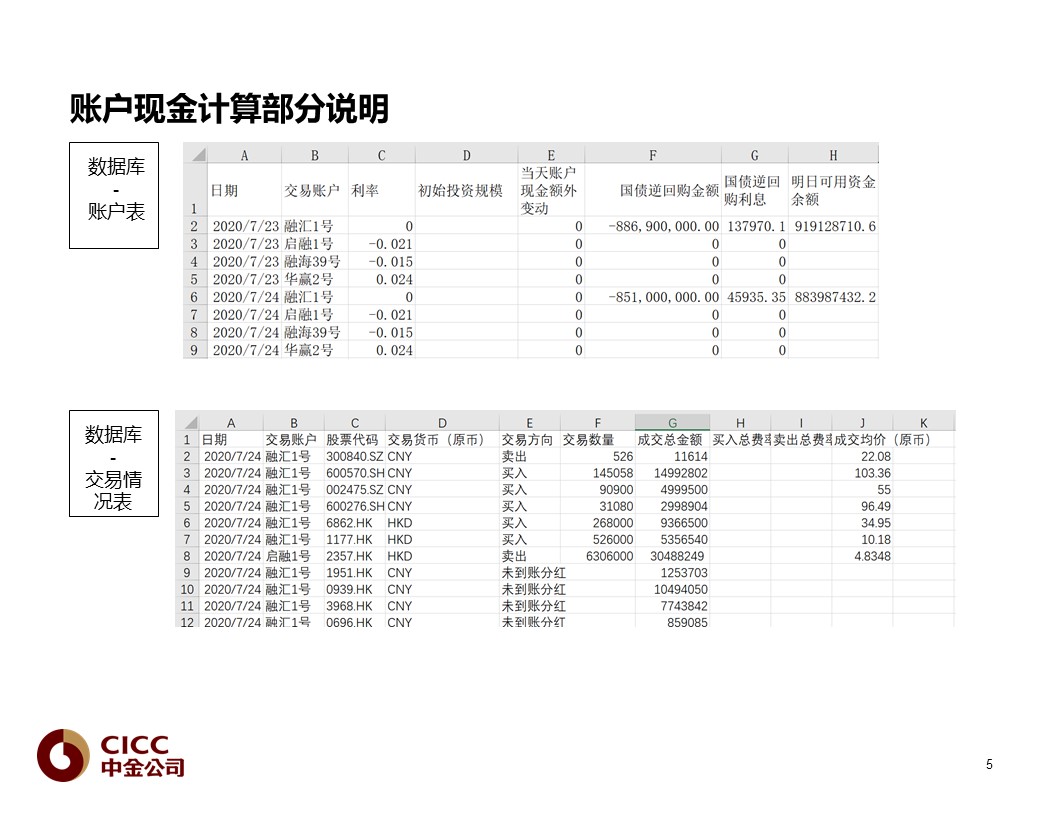 账户现金计算部分说明
数据库
-
账户表
A B C D E F G H
1 日期 交易账户 利率 初始投资规模 当天账户现金额外变动 国债逆回购金额 国债逆回购利息 明日可用资金余额
2 2020/7/23 融汇1号 0 0 -886,900,000.00 137970.1 919128710.6
3 2020/7/23 启融1号 -0.021 0 0 0
4 2020/7/23 融海39号 -0.015 0 0 0
5 2020/7/23 华赢2号 0.024 0 0 0
6 2020/7/24 融汇1号 0 0 -851,000,000.00 45935.35 883987432.2
7 2020/7/24 启融1号 -0.021 0 0 0
8 2020/7/24 融海39号 -0.015 0 0 0
9 2020/7/24 华赢2号 0.024 0 0 0
数据库
-
交易情
况表
A B C D E F G H I J K
1 日期 交易账户 股票代码 交易货币（原币） 交易方向 交易数量 成交总金额 买入总费率 卖出总费率 成交均价（原币）
2 2020/7/24 融汇1号 300840.SZ CNY 卖出 526 11614 22.08
3 2020/7/24 融汇1号 600570.SH CNY 买入 145058 14992802 103.36
4 2020/7/24 融汇1号 002475.SZ CNY 买入 90900 4999500 55
5 2020/7/24 融汇1号 600276.SH CNY 买入 31080 2998904 96.49
6 2020/7/24 融汇1号 6862.HK HKD 买入 268000 9366500 34.95
7 2020/7/24 融汇1号 1177.HK HKD 买入 526000 5356540 10.18
8 2020/7/24 启融1号 2357.HK HKD 卖出 6306000 30488249 4.8348
9 2020/7/24 融汇1号 1951.HK CNY 未到账分红 1253703
10 2020/7/24 融汇1号 0939.HK CNY 未到账分红 10494050
11 2020/7/24 融汇1号 3968.HK CNY 未到账分红 7743842
12 2020/7/24 融汇1号 0696.HK CNY 未到账分红 859085
CICC
中金公司
5